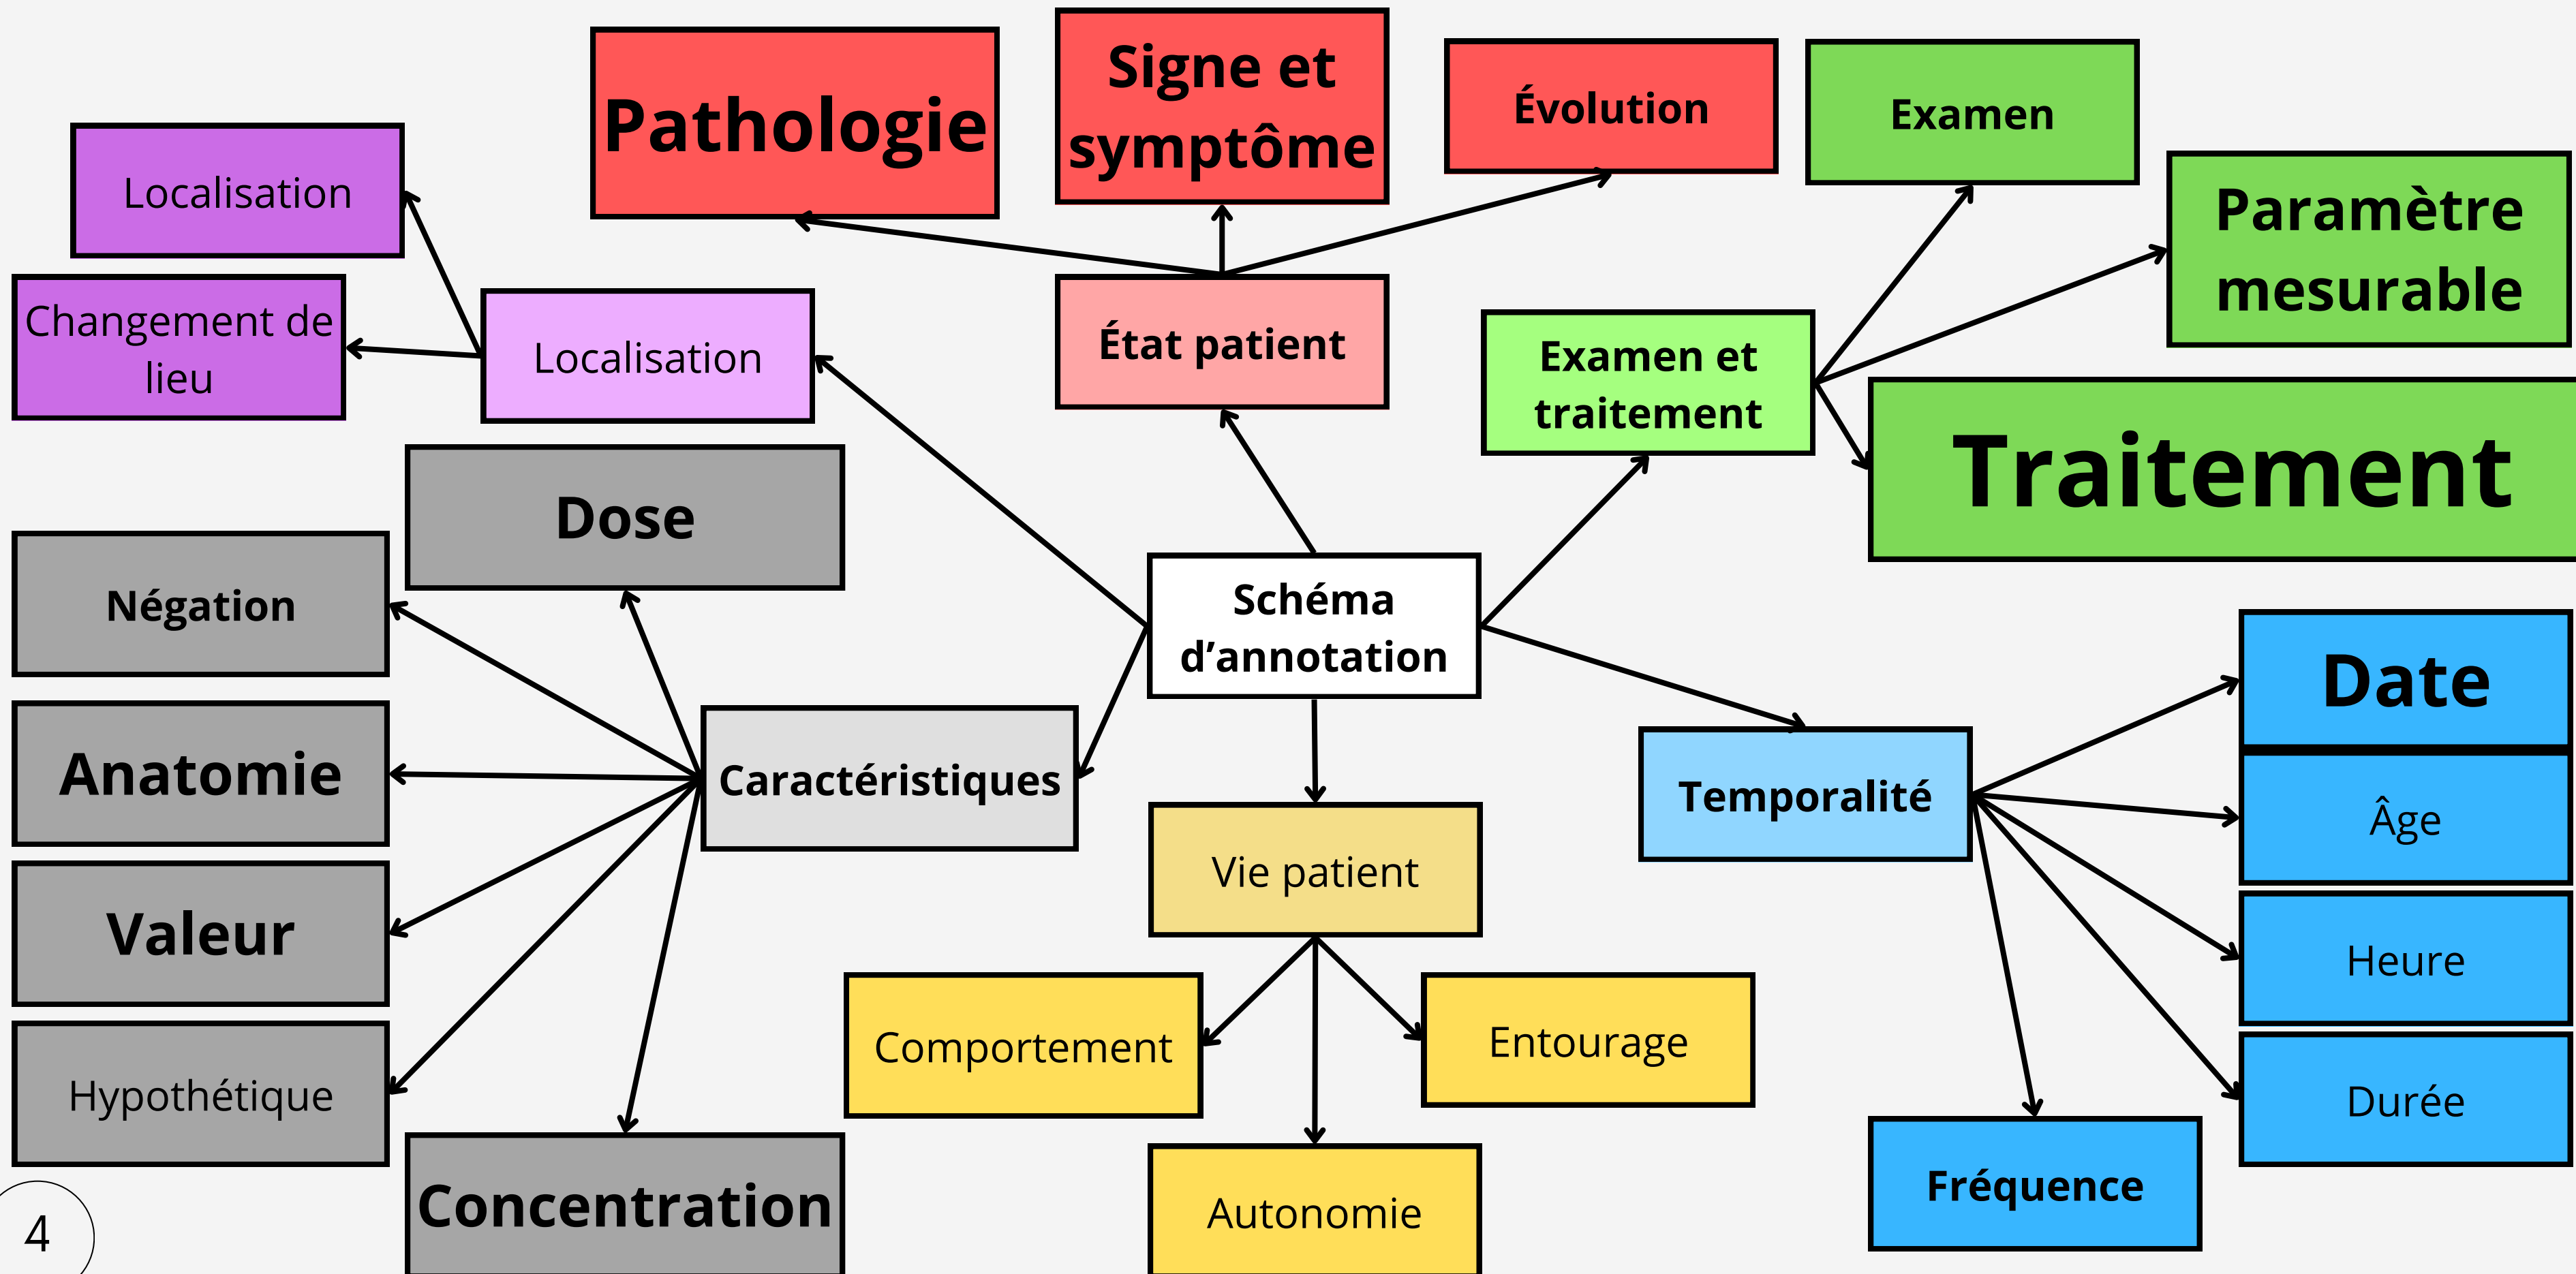 Pathologie
Signe et
symptôme
Évolution
Examen
Paramètre
mesurable
Localisation
Changement de
lieu
Localisation
État patient
Examen et
traitement
Traitement
Dose
Négation
Schéma
d’annotation
Date
Anatomie
Caractéristiques
Temporalité
Âge
Vie patient
Valeur
Heure
Comportement
Entourage
Hypothétique
Durée
Concentration
Autonomie
Fréquence
4